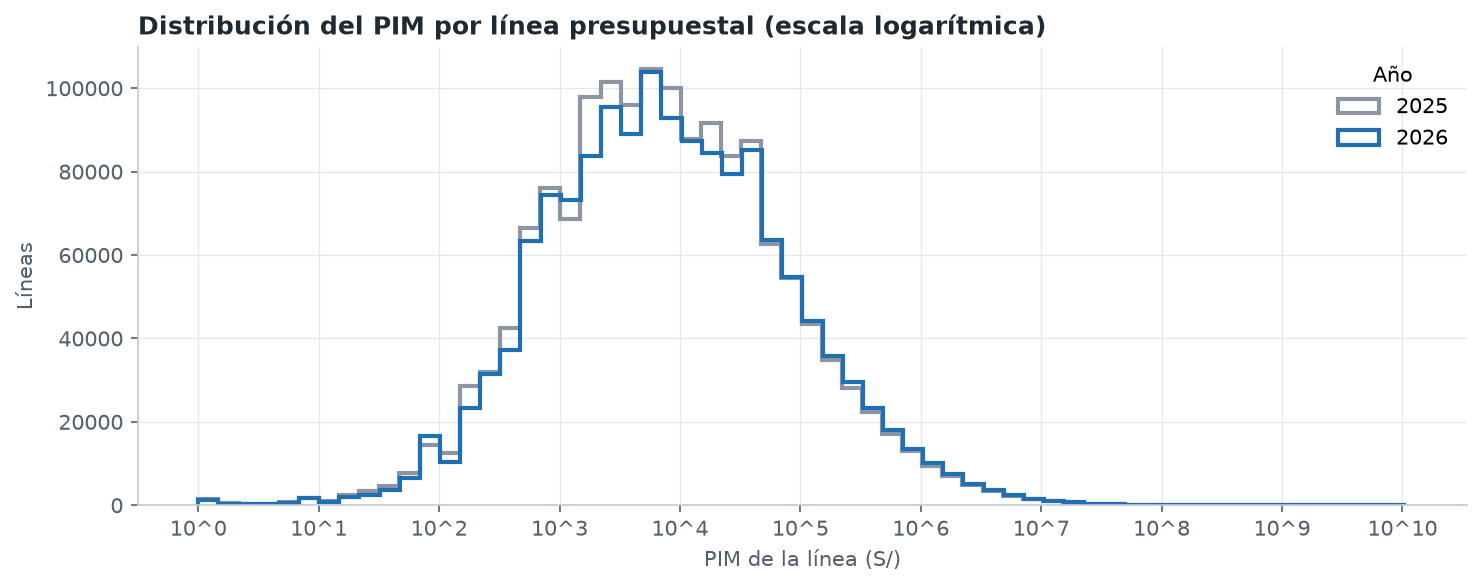 Distribución del PIM por línea presupuestal (escala logarítmica)
Año
2025
2026
Líneas
100000
80000
60000
40000
20000
0
10^0 10^1 10^2 10^3 10^4 10^5 10^6 10^7 10^8 10^9 10^10
PIM de la línea (S/)